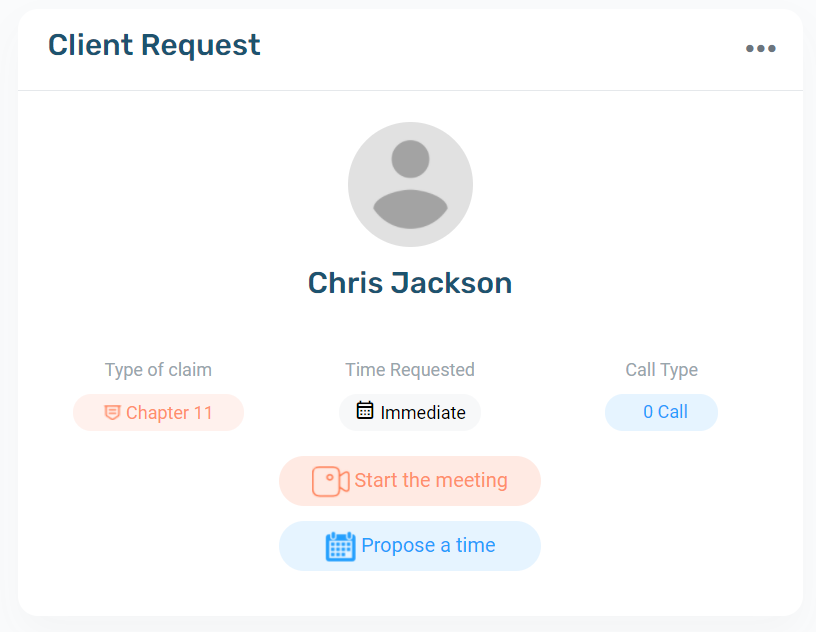 Client Request
Chris Jackson
Type of claim
Time Requested
Call Type
Chapter 11
Immediate
0 Call
Start the meeting
Propose a time